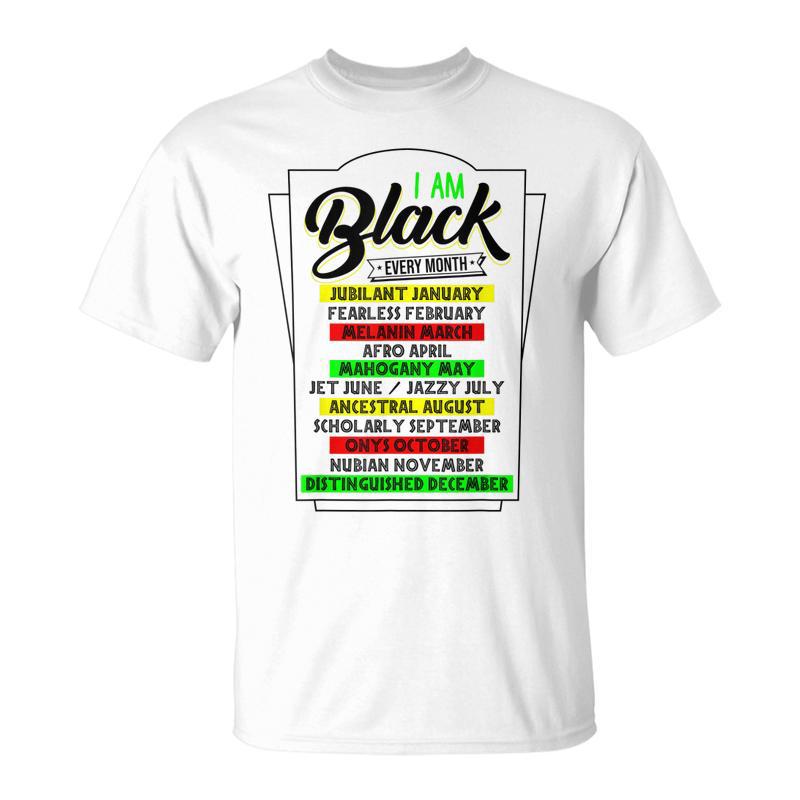 I AM
Black
EVERY MONTH
JUBILANT JANUARY
FEARLESS FEBRUARY
MELANIN MARCH
AFRO APRIL
MAHOGANY MAY
JET JUNE / JAZZY JULY
ANCESTRAL AUGUST
SCHOLARLY SEPTEMBER
ONYS OCTOBER
NUBIAN NOVEMBER
DISTINGUISHED DECEMBER